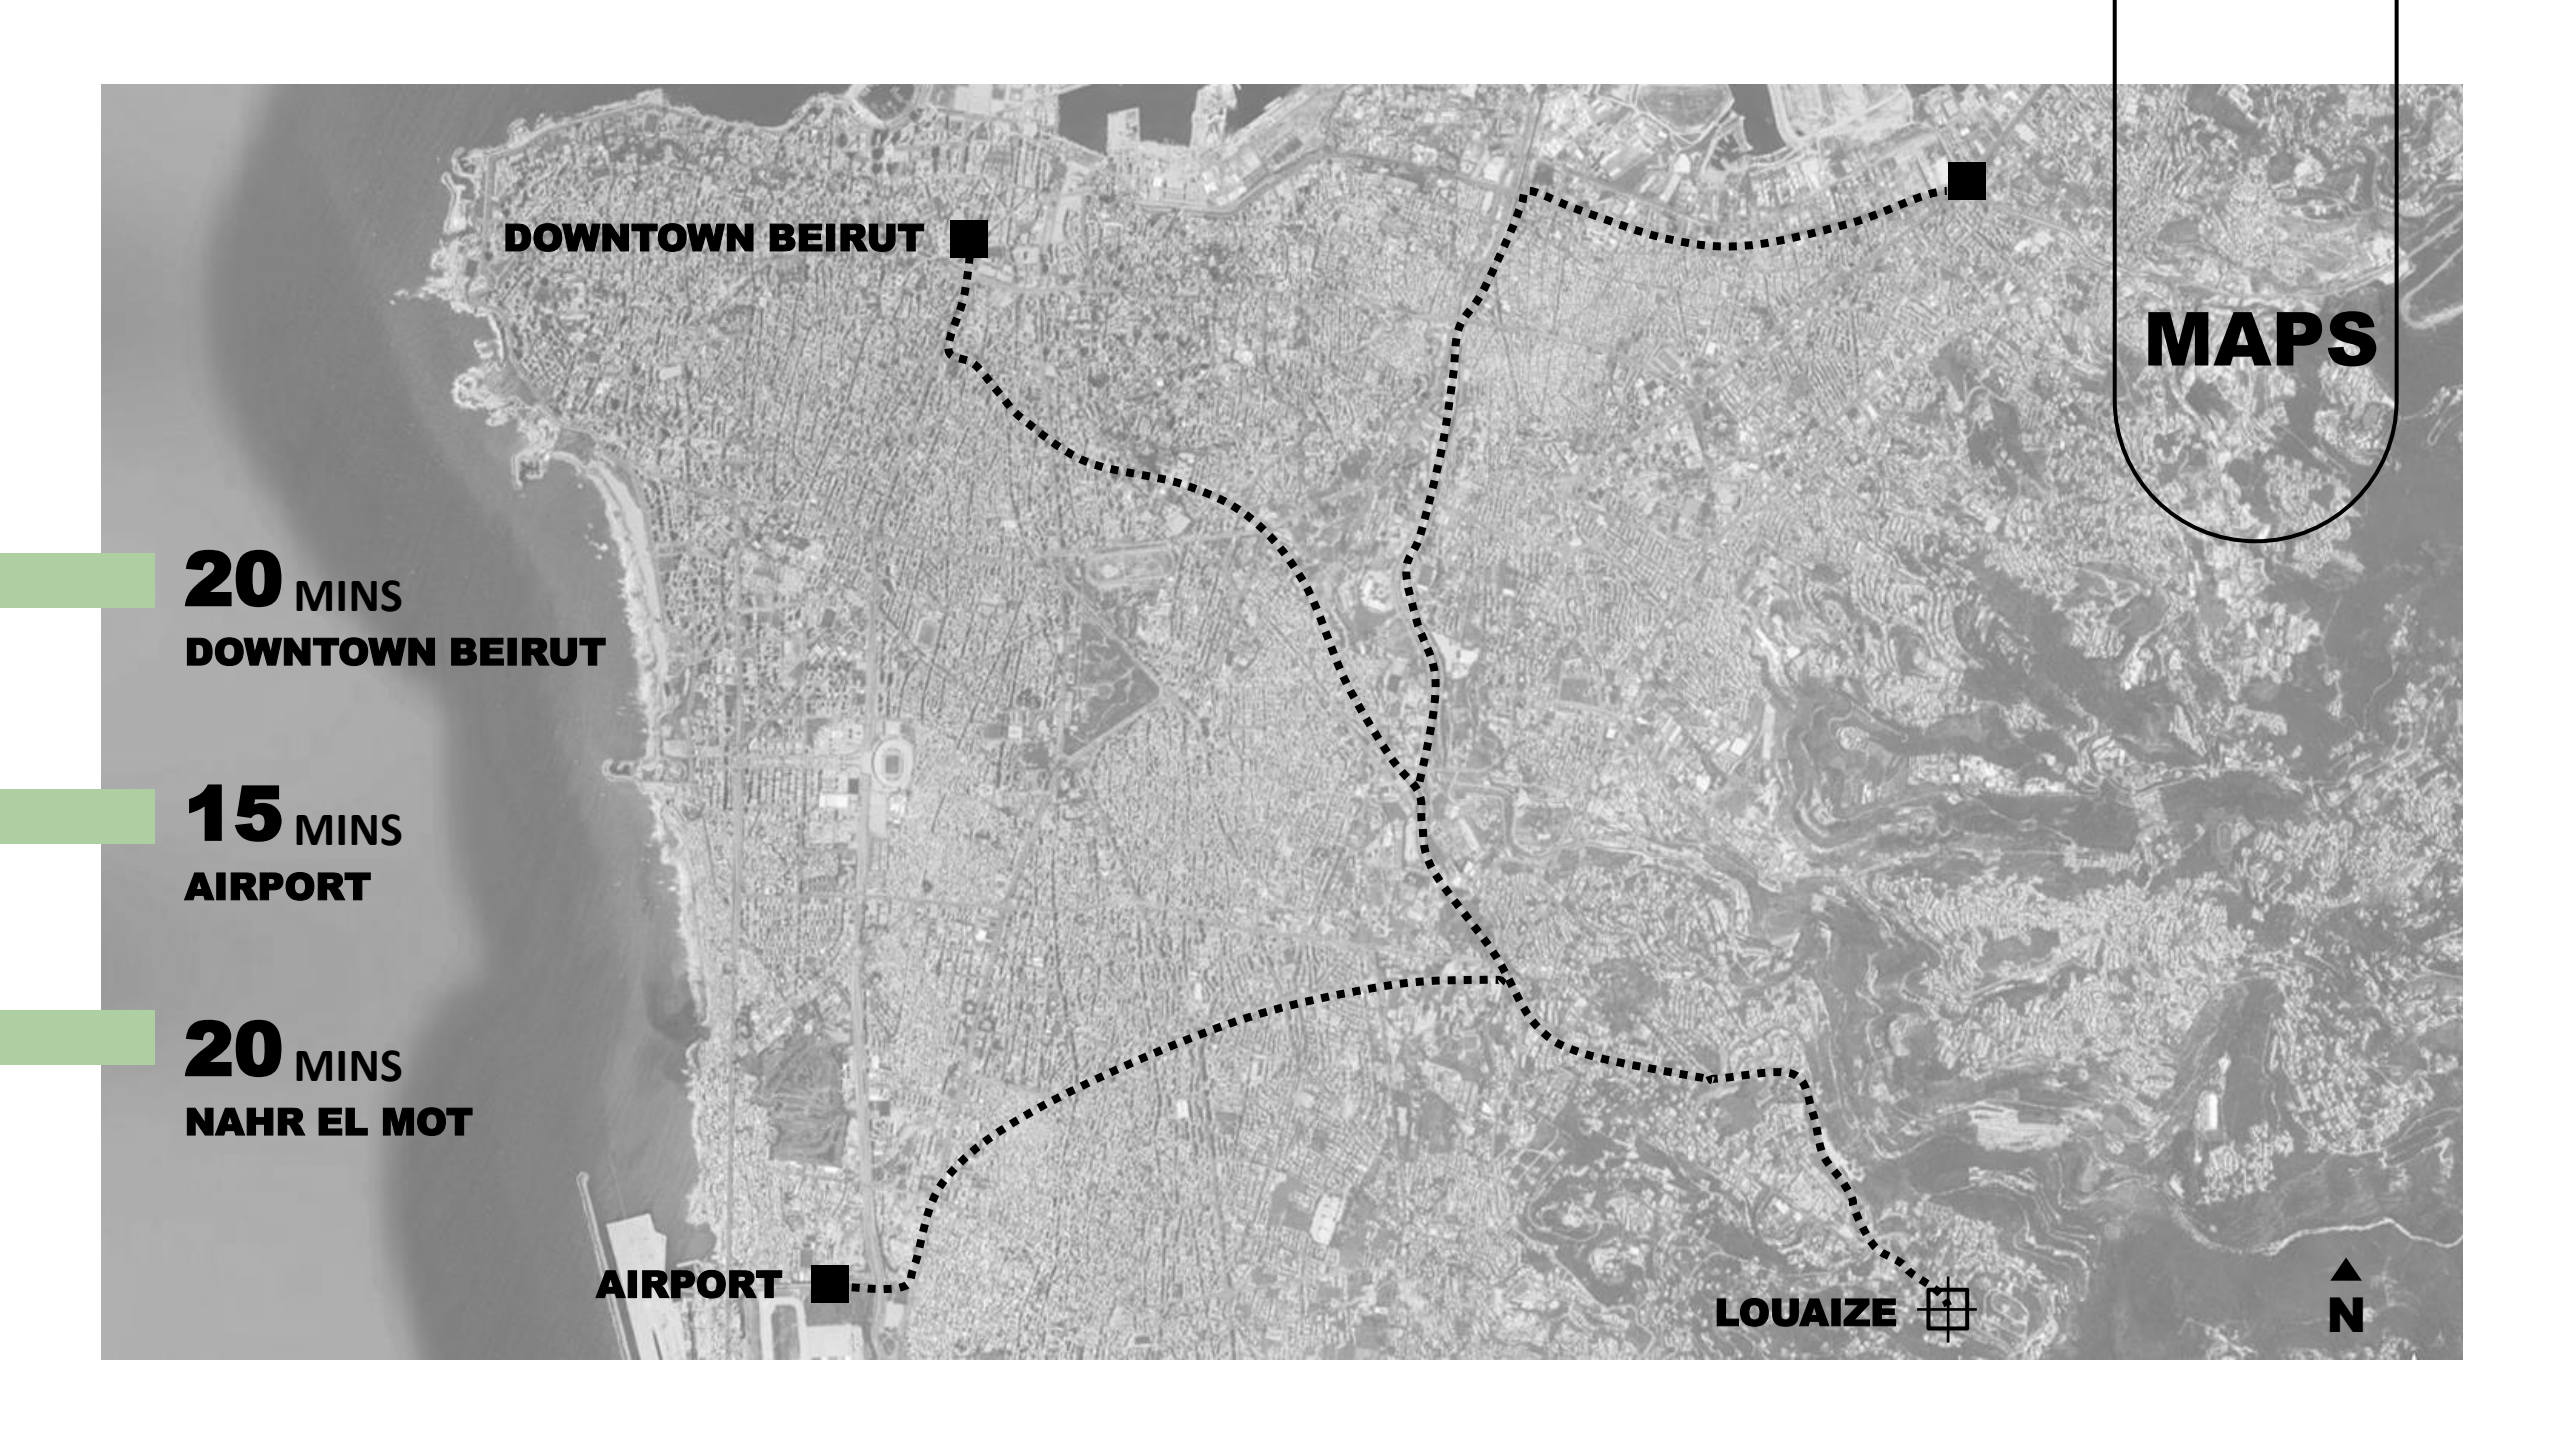 MAPS
DOWNTOWN BEIRUT
20 MINS
DOWNTOWN BEIRUT
15 MINS
AIRPORT
20 MINS
NAHR EL MOT
AIRPORT
LOUAIZE
N